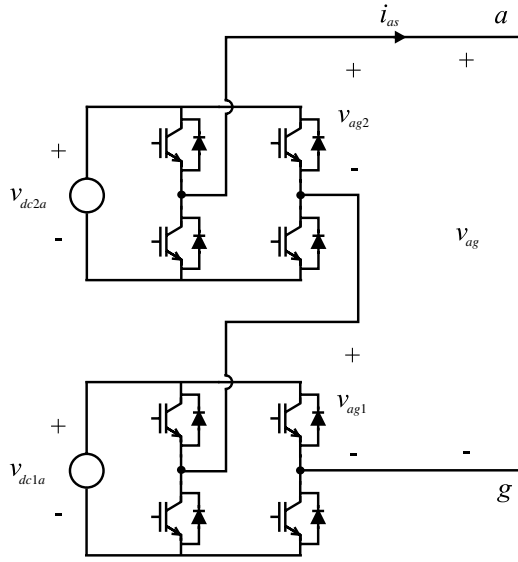 i_as a
+ +
v_ag2
+
-
v_dc2a
-
v_ag
+
v_ag1
+
- -
v_dc1a
g
-